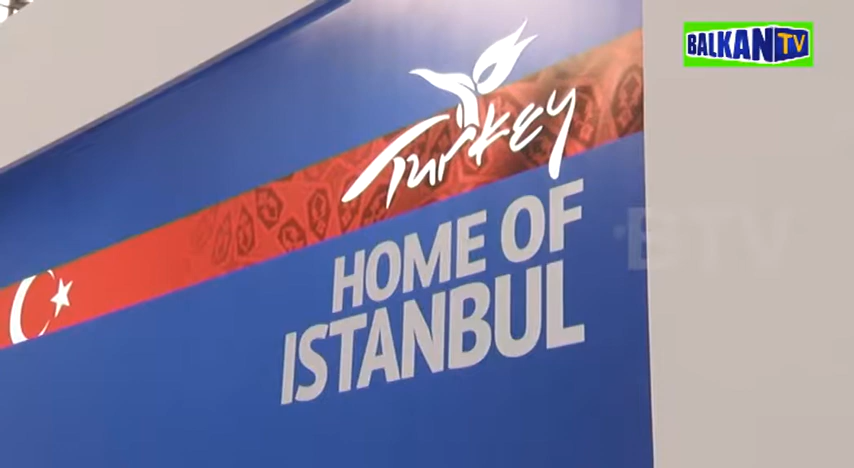 BALKAN TV
Turkey
HOME OF
ISTANBUL
BTV